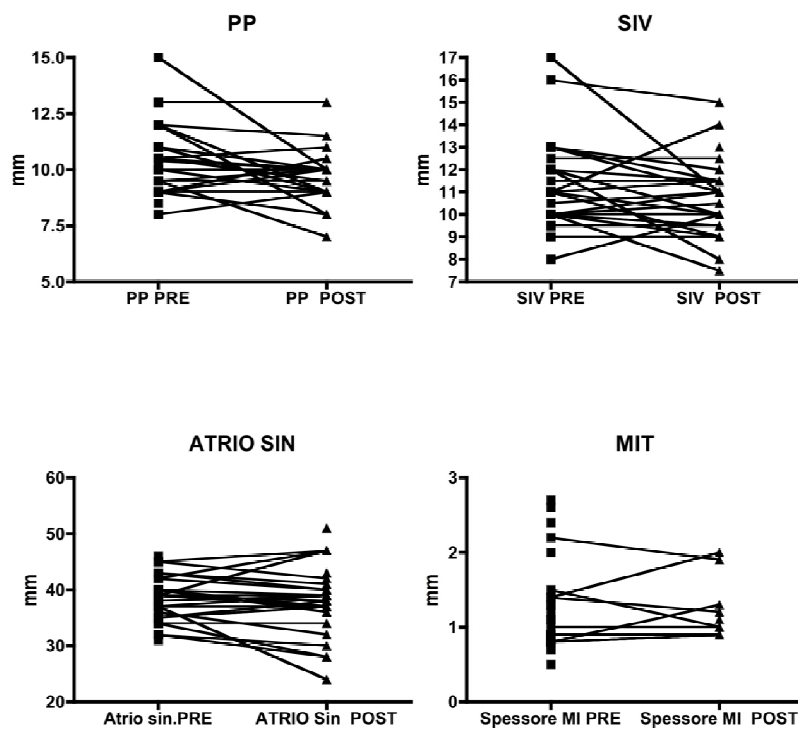 PP
15.0
12.5
10.0
7.5
5.0
mm
PP PRE
PP POST
SIV
17
16
15
14
13
12
11
10
9
8
7
mm
SIV PRE
SIV POST
ATRIO SIN
60
50
40
30
20
mm
Atrio sin.PRE
ATRIO Sin POST
MIT
3
2
1
0
mm
Spessore MI PRE
Spessore MI POST